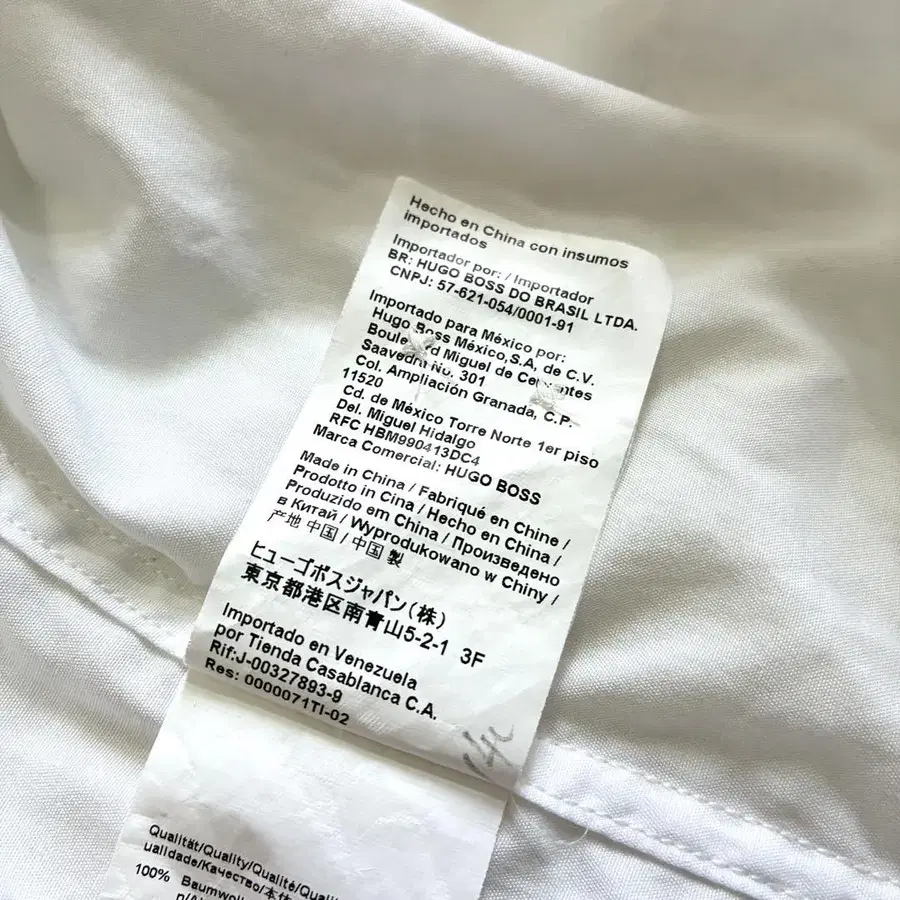 Hecho en China con insumos
importados
Importador por: / Importador
BR: HUGO BOSS DO BRASIL LTDA.
CNPJ: 57-621-054/0001-91
Importado para México por:
Hugo Boss México,S.A, de C.V.
Boulevard Miguel de Cervantes
Saavedra No. 301
Col. Ampliación Granada, C.P.
11520
Cd. de México Torre Norte 1er piso
Del. Miguel Hidalgo
RFC HBM990413DC4
Marca Comercial: HUGO BOSS
Made in China / Fabriqué en Chine /
Prodotto in Cina / Hecho en China /
Produzido em China / Произведено
в Китай / Wyprodukowano w Chiny /
产地 中国 / 中国 製
ヒューゴボスジャパン(株)
東京都港区南青山5-2-1 3F
Importado en Venezuela
por Tienda Casablanca C.A.
Rif:J-00327893-9
Res: 0000071TI-02
Qualität/Quality/Qualité/Qualità/
ualidade/Качество/本体
100% Baumwoll